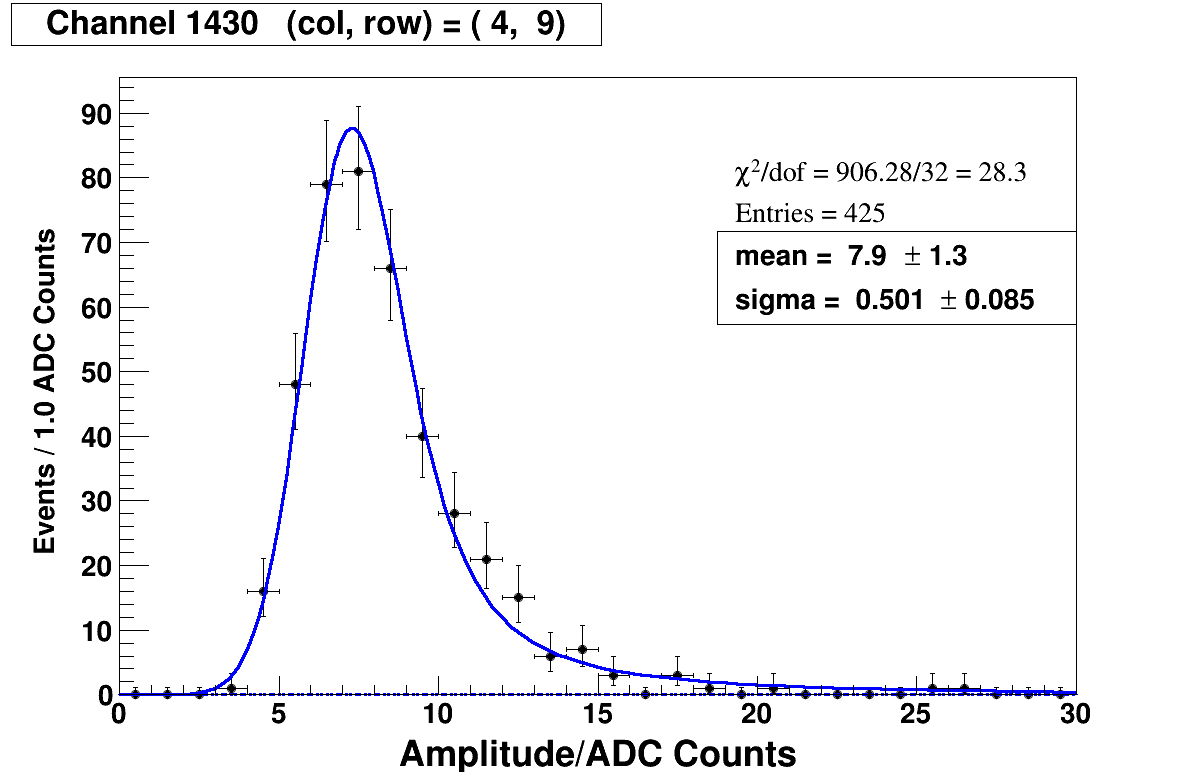 Channel 1430 (col, row) = ( 4, 9)
χ²/dof = 906.28/32 = 28.3
Entries = 425
mean = 7.9 ± 1.3
sigma = 0.501 ± 0.085
Events / 1.0 ADC Counts
90
80
70
60
50
40
30
20
10
0
0 5 10 15 20 25 30
Amplitude/ADC Counts